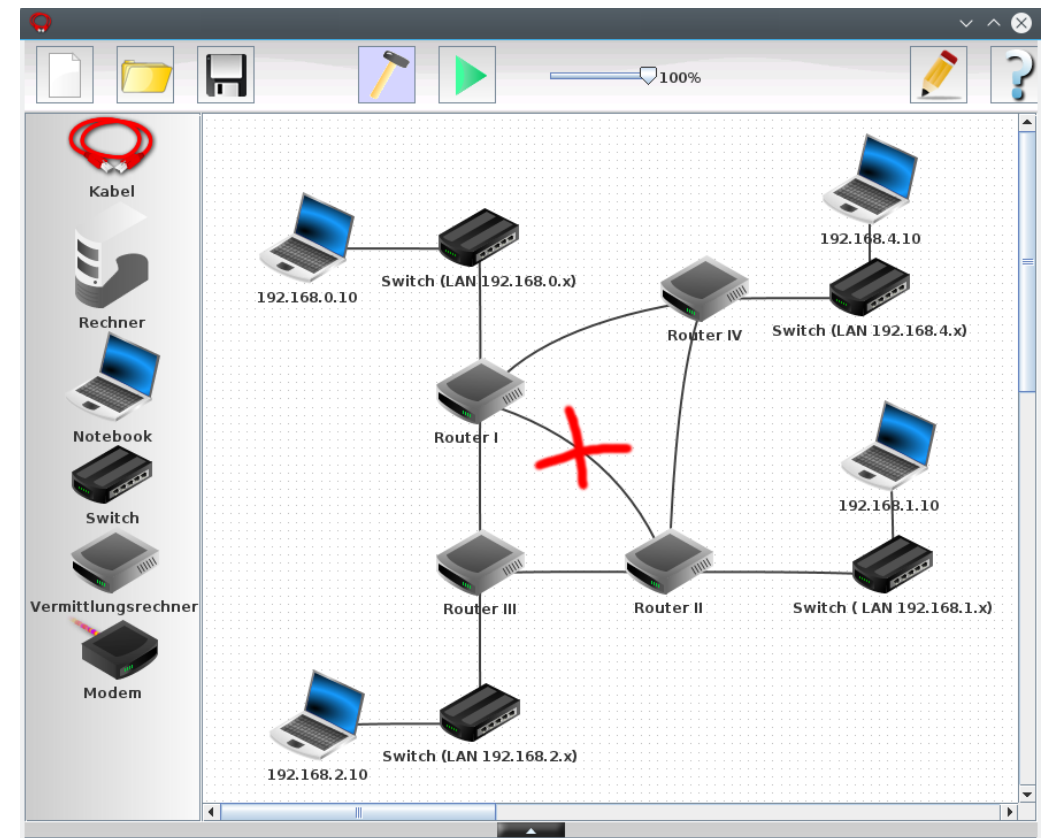 100%
Kabel
Rechner
Notebook
Switch
Vermittlungsrechner
Modem
192.168.4.10
192.168.0.10
Switch (LAN 192.168.0.x)
Router IV
Switch (LAN 192.168.4.x)
Router I
192.168.1.10
Router III
Router II
Switch ( LAN 192.168.1.x)
Switch (LAN 192.168.2.x)
192.168.2.10